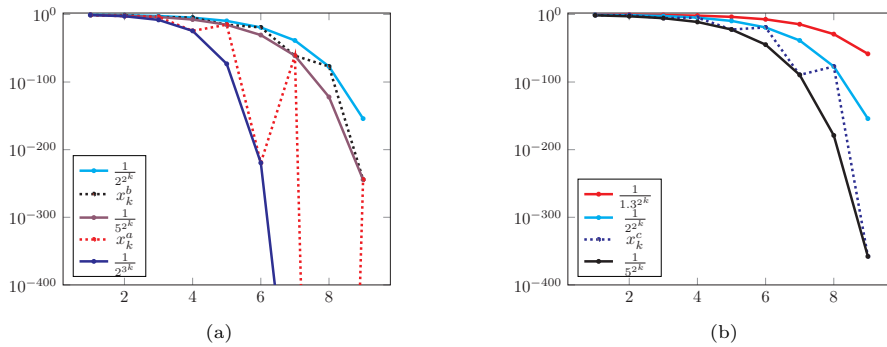 10^0
10^-100
10^-200
10^-300
10^-400
2 4 6 8
1/2^{2^k}
x_k^b
1/5^{2^k}
x_k^a
1/2^{3^k}
(a)
10^0
10^-100
10^-200
10^-300
10^-400
2 4 6 8
1/1.3^{2^k}
1/2^{2^k}
x_k^c
1/5^{2^k}
(b)